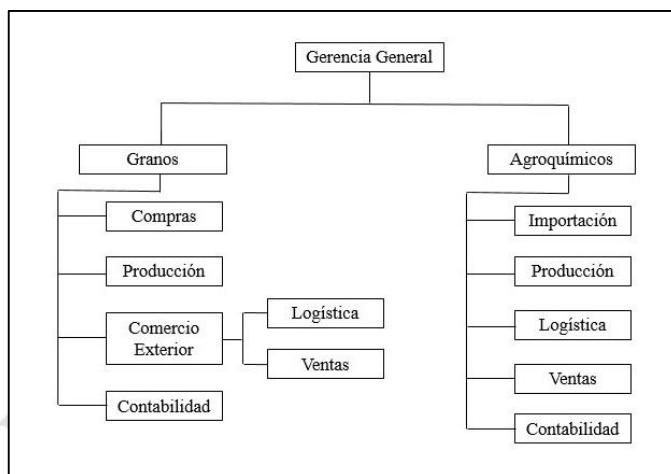 Gerencia General
Granos
Compras
Producción
Comercio
Exterior
Logística
Ventas
Contabilidad
Agroquímicos
Importación
Producción
Logística
Ventas
Contabilidad